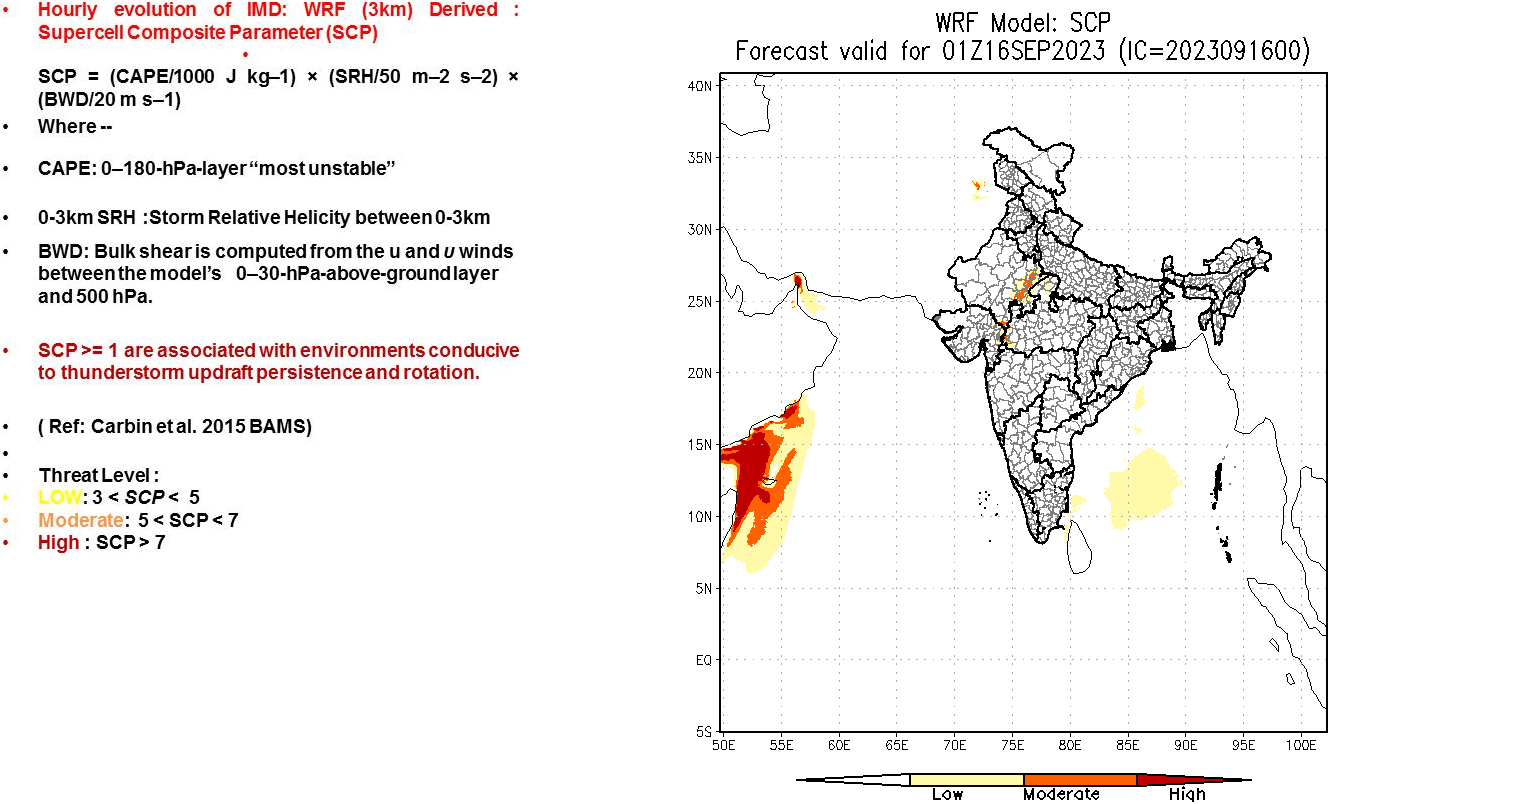 • Hourly evolution of IMD: WRF (3km) Derived :
Supercell Composite Parameter (SCP)
•
SCP = (CAPE/1000 J kg–1) × (SRH/50 m–2 s–2) ×
(BWD/20 m s–1)
• Where --
• CAPE: 0–180-hPa-layer “most unstable”
• 0-3km SRH :Storm Relative Helicity between 0-3km
• BWD: Bulk shear is computed from the u and υ winds
between the model’s 0–30-hPa-above-ground layer
and 500 hPa.
• SCP >= 1 are associated with environments conducive
to thunderstorm updraft persistence and rotation.
• ( Ref: Carbin et al. 2015 BAMS)
•
• Threat Level :
• LOW: 3 < SCP < 5
• Moderate: 5 < SCP < 7
• High : SCP > 7
WRF Model: SCP
Forecast valid for 01Z16SEP2023 (IC=2023091600)
40N
35N
30N
25N
20N
15N
10N
5N
EQ
5S
50E 55E 60E 65E 70E 75E 80E 85E 90E 95E 100E
Low Moderate High